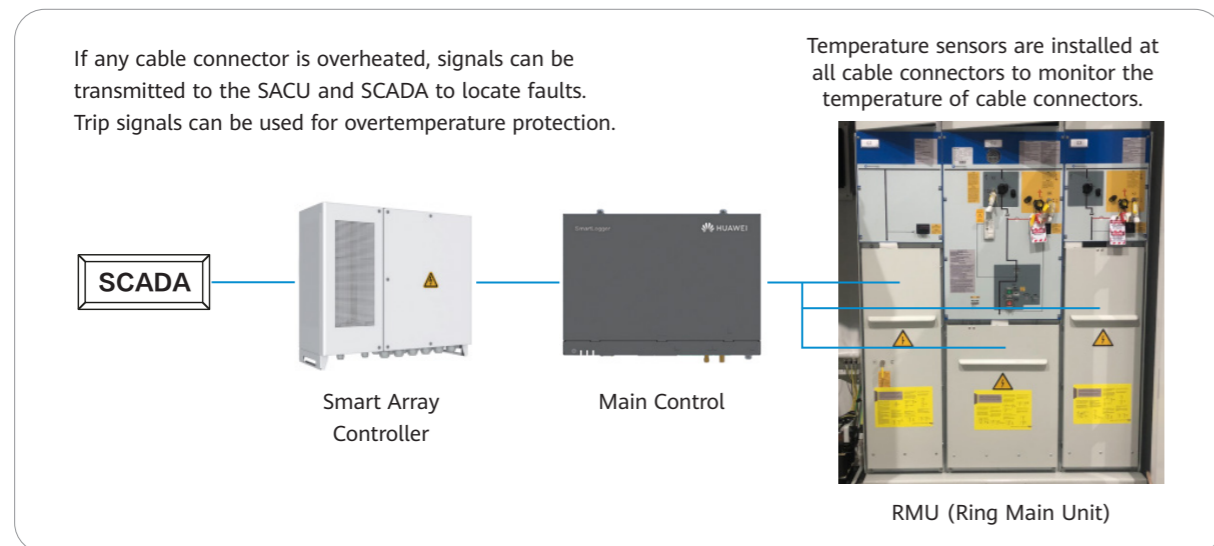 If any cable connector is overheated, signals can be
transmitted to the SACU and SCADA to locate faults.
Trip signals can be used for overtemperature protection.
Temperature sensors are installed at
all cable connectors to monitor the
temperature of cable connectors.
SCADA
SmartLogger
HUAWEI
Smart Array
Controller
Main Control
RMU (Ring Main Unit)